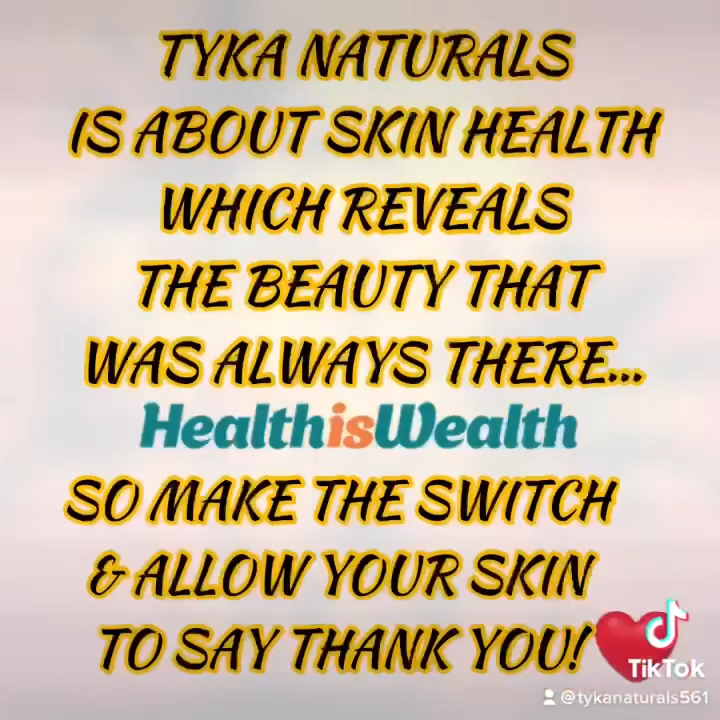 TYKA NATURALS
IS ABOUT SKIN HEALTH
WHICH REVEALS
THE BEAUTY THAT
WAS ALWAYS THERE...
HealthisWealth
SO MAKE THE SWITCH
& ALLOW YOUR SKIN
TO SAY THANK YOU!
TikTok
@tykanaturals561